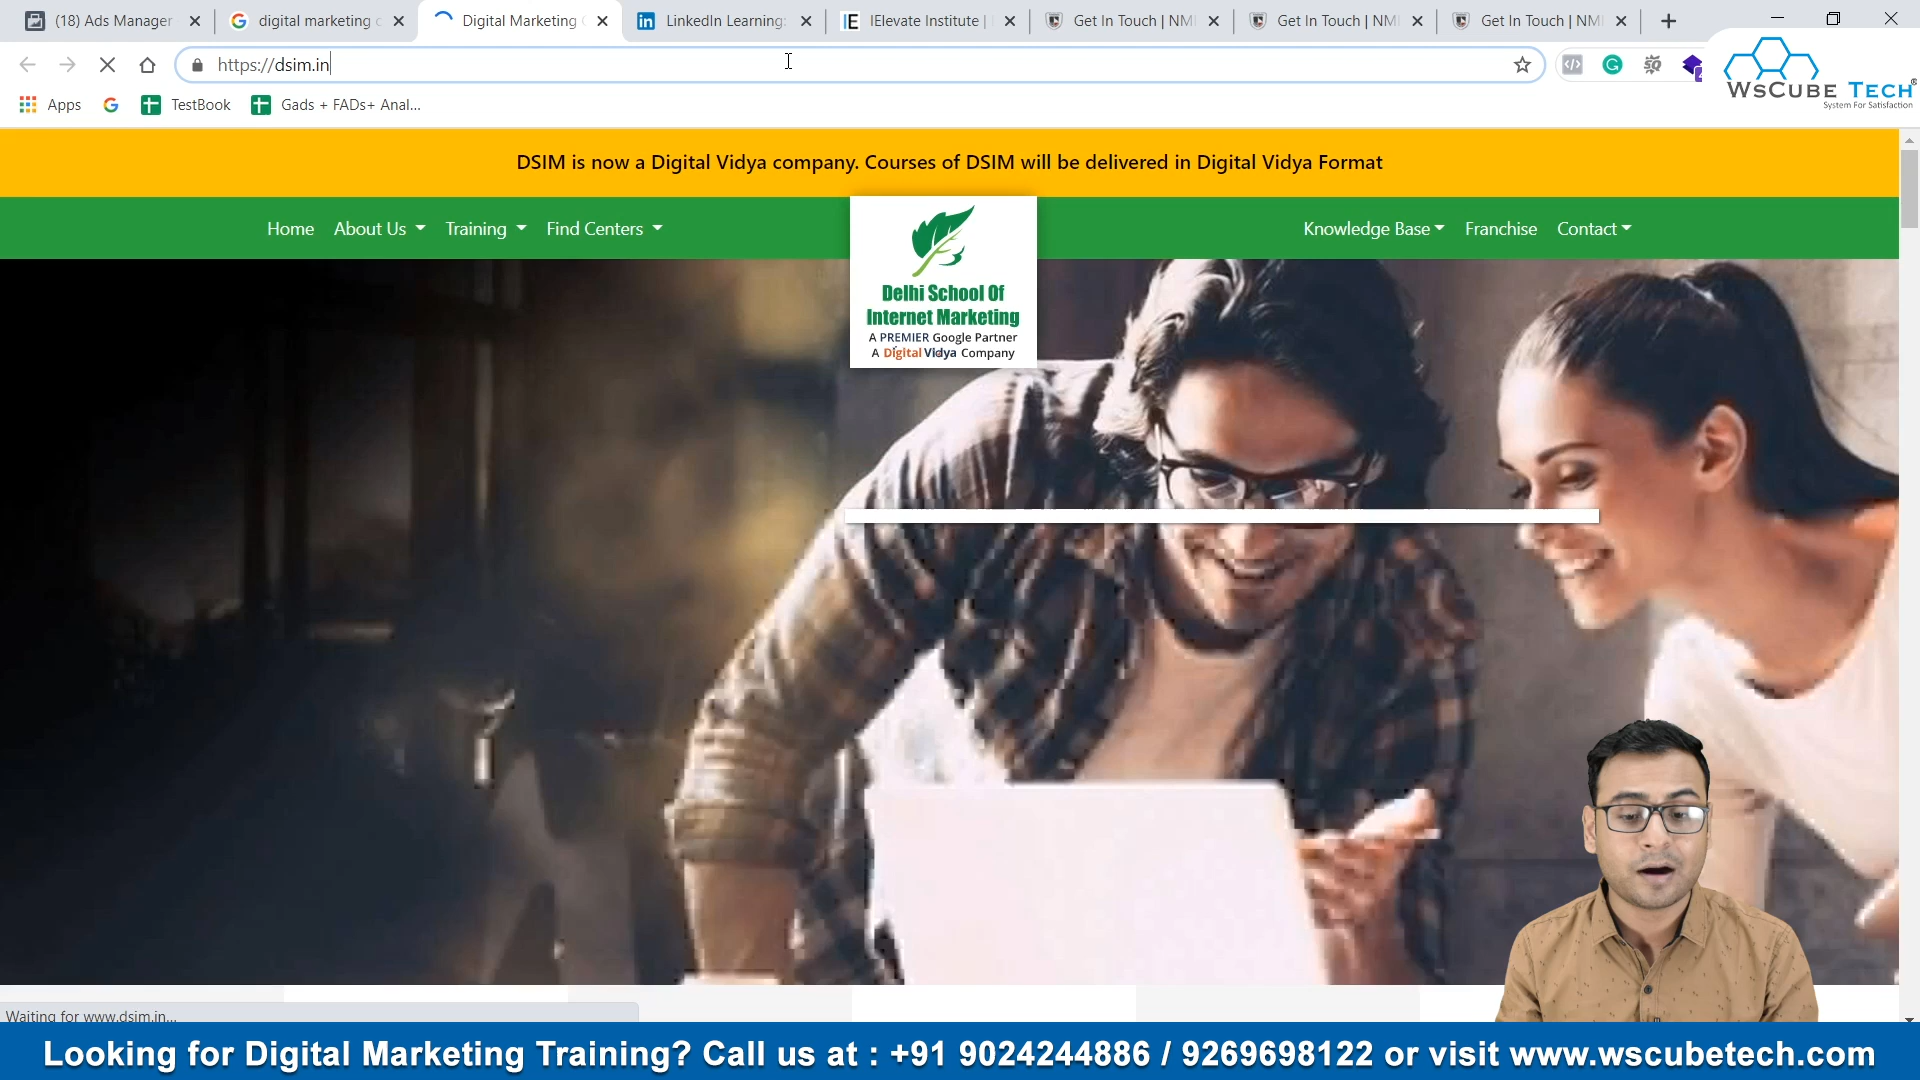 (18) Ads Manager
digital marketing
Digital Marketing
LinkedIn Learning:
IElevate Institute |
Get In Touch | NMI
Get In Touch | NMI
Get In Touch | NMI
https://dsim.in
WsCube Tech
System For Satisfaction
Apps
TestBook
Gads + FADs+ Anal...
DSIM is now a Digital Vidya company. Courses of DSIM will be delivered in Digital Vidya Format
Home About Us Training Find Centers
Knowledge Base Franchise Contact
Delhi School Of
Internet Marketing
A PREMIER Google Partner
A Digital Vidya Company
Waiting for www.dsim.in...
Looking for Digital Marketing Training? Call us at : +91 9024244886 / 9269698122 or visit www.wscubetech.com